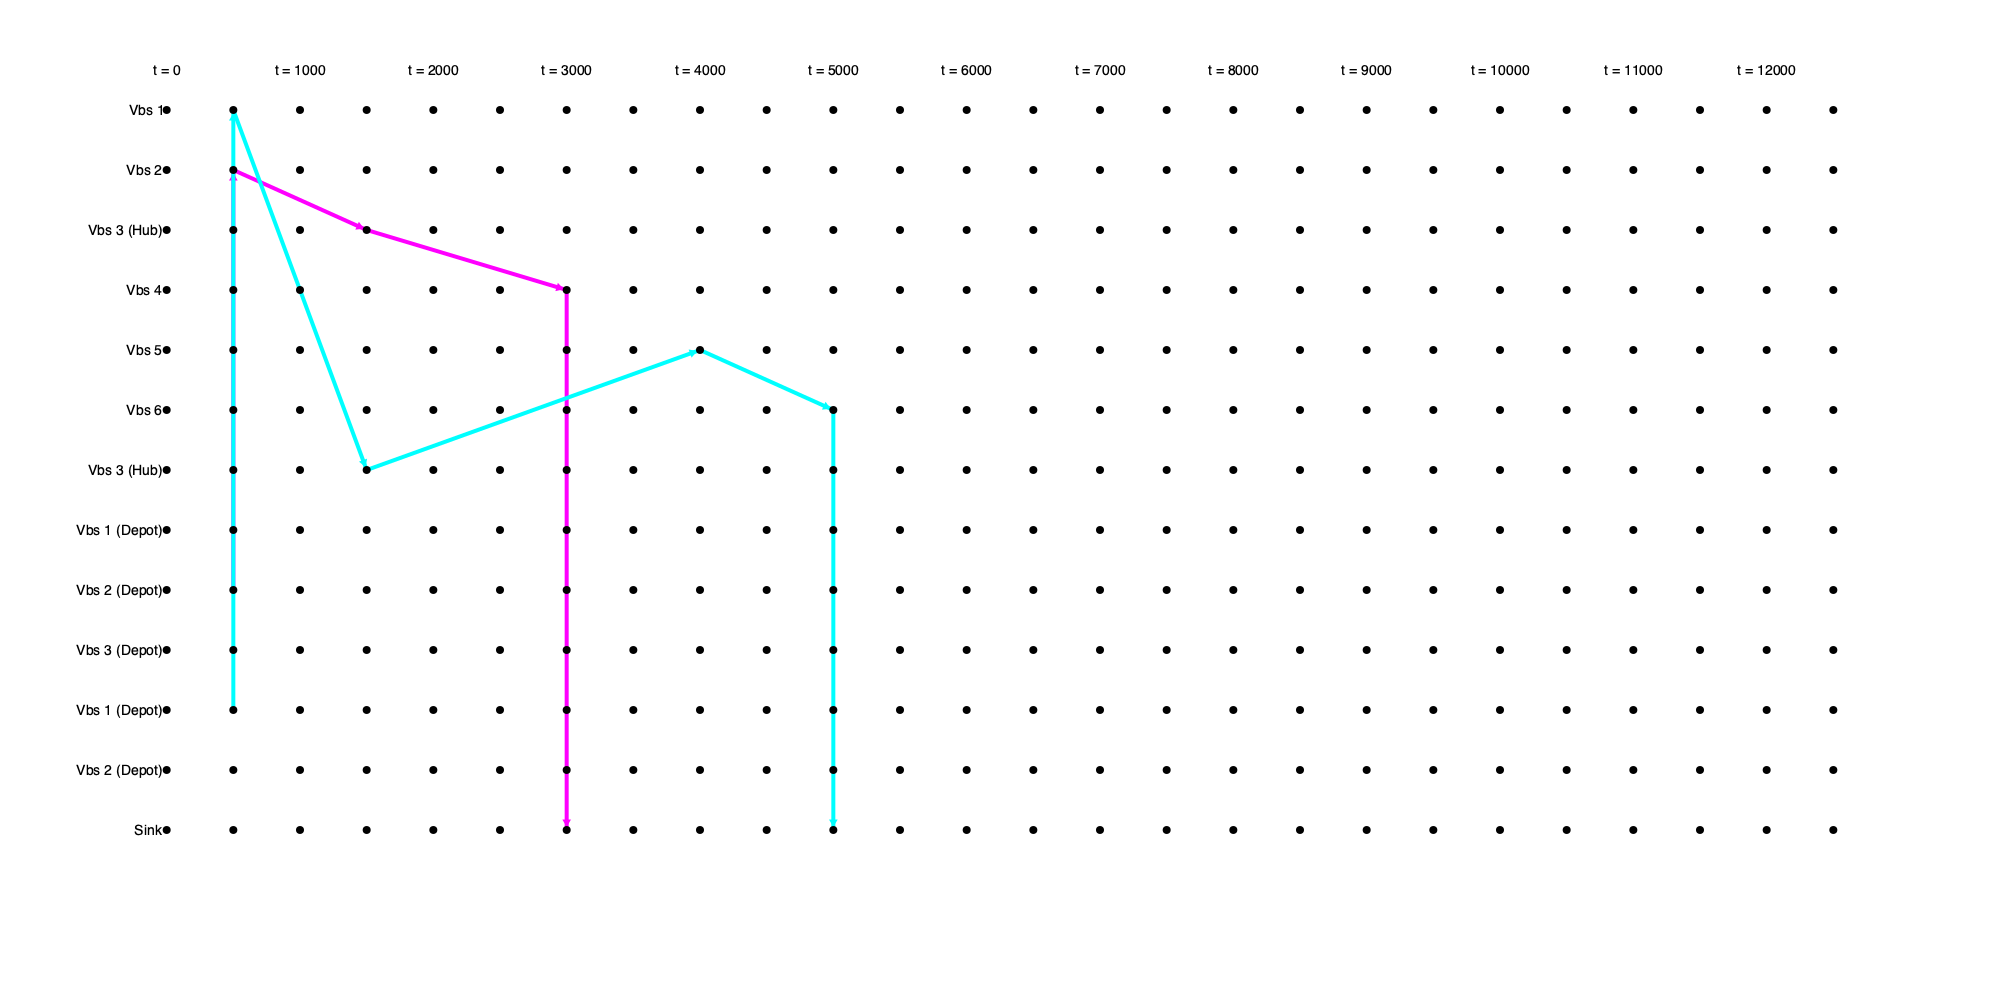 t = 0 t = 1000 t = 2000 t = 3000 t = 4000 t = 5000 t = 6000 t = 7000 t = 8000 t = 9000 t = 10000 t = 11000 t = 12000
Vbs 1
Vbs 2
Vbs 3 (Hub)
Vbs 4
Vbs 5
Vbs 6
Vbs 3 (Hub)
Vbs 1 (Depot)
Vbs 2 (Depot)
Vbs 3 (Depot)
Vbs 1 (Depot)
Vbs 2 (Depot)
Sink